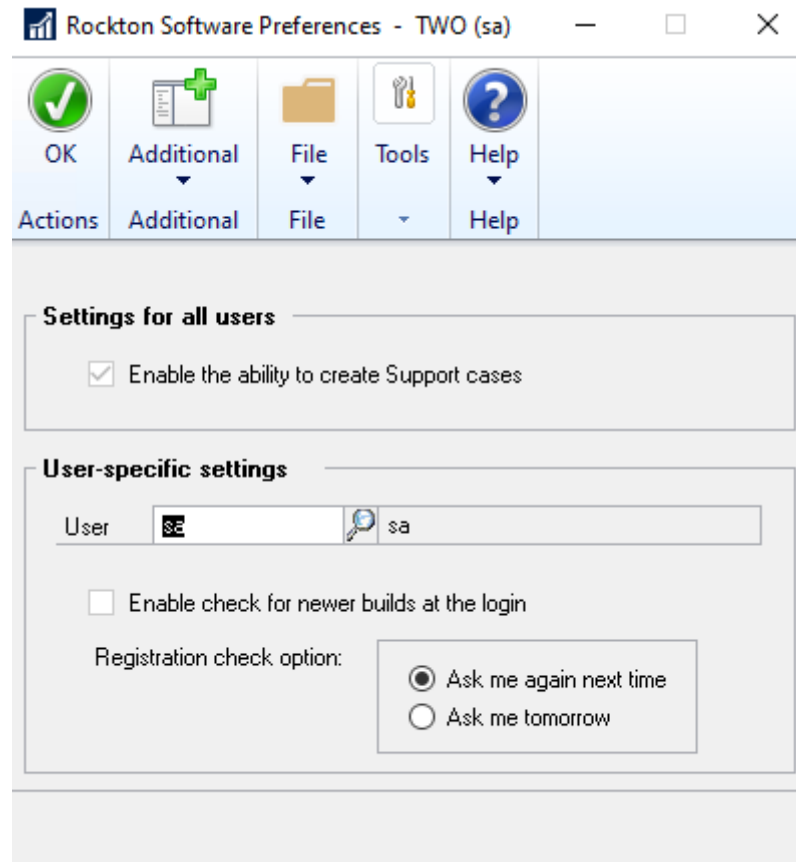 Rockton Software Preferences - TWO (sa)
OK Additional File Tools Help
Actions Additional File Help
Settings for all users
Enable the ability to create Support cases
User-specific settings
User sa sa
Enable check for newer builds at the login
Registration check option:
Ask me again next time
Ask me tomorrow